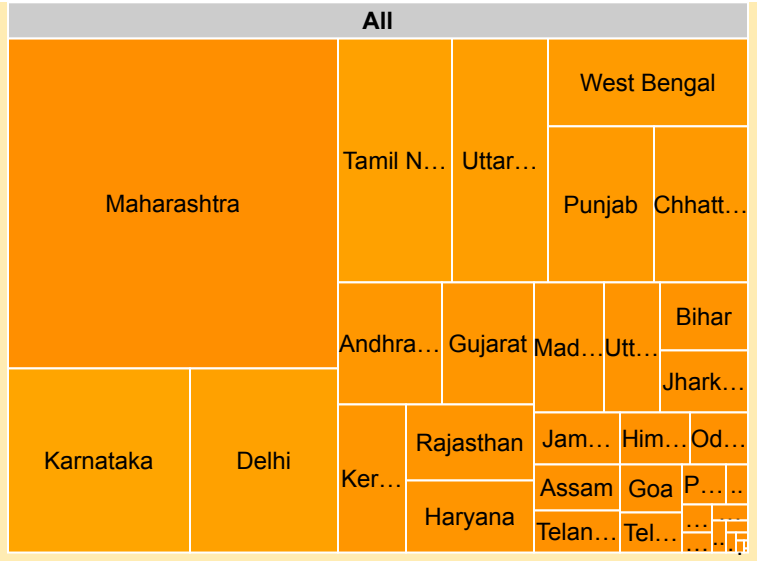 All
Maharashtra
Tamil N…
Uttar…
West Bengal
Punjab
Chhatt…
Andhra…
Gujarat
Mad…
Utt…
Bihar
Jhark…
Karnataka
Delhi
Ker…
Rajasthan
Haryana
Jam…
Him…
Od…
Assam
Goa
P…
..
Telan…
Tel…
…
…
…
..